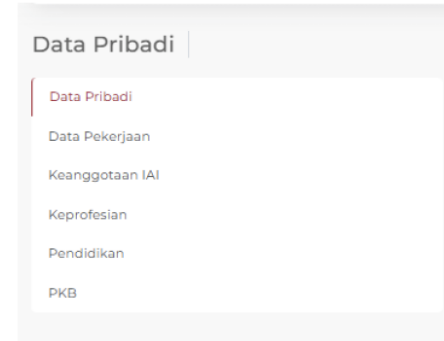 Data Pribadi
Data Pribadi
Data Pekerjaan
Keanggotaan IAI
Keprofesian
Pendidikan
PKB